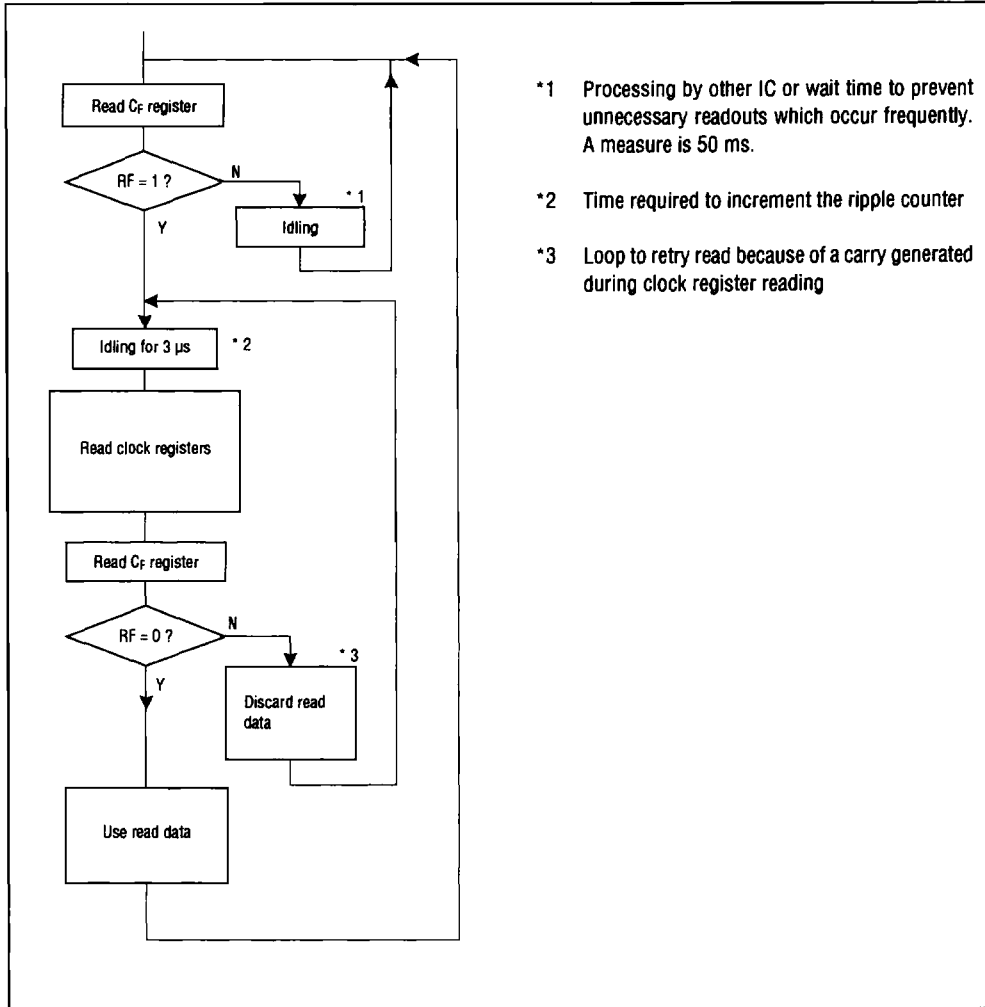 Read CF register
RF = 1 ?
N
Y
* 1
Idling
Idling for 3 µs
* 2
Read clock registers
Read CF register
RF = 0 ?
N
Y
* 3
Discard read
data
Use read data
*1 Processing by other IC or wait time to prevent
unnecessary readouts which occur frequently.
A measure is 50 ms.
*2 Time required to increment the ripple counter
*3 Loop to retry read because of a carry generated
during clock register reading